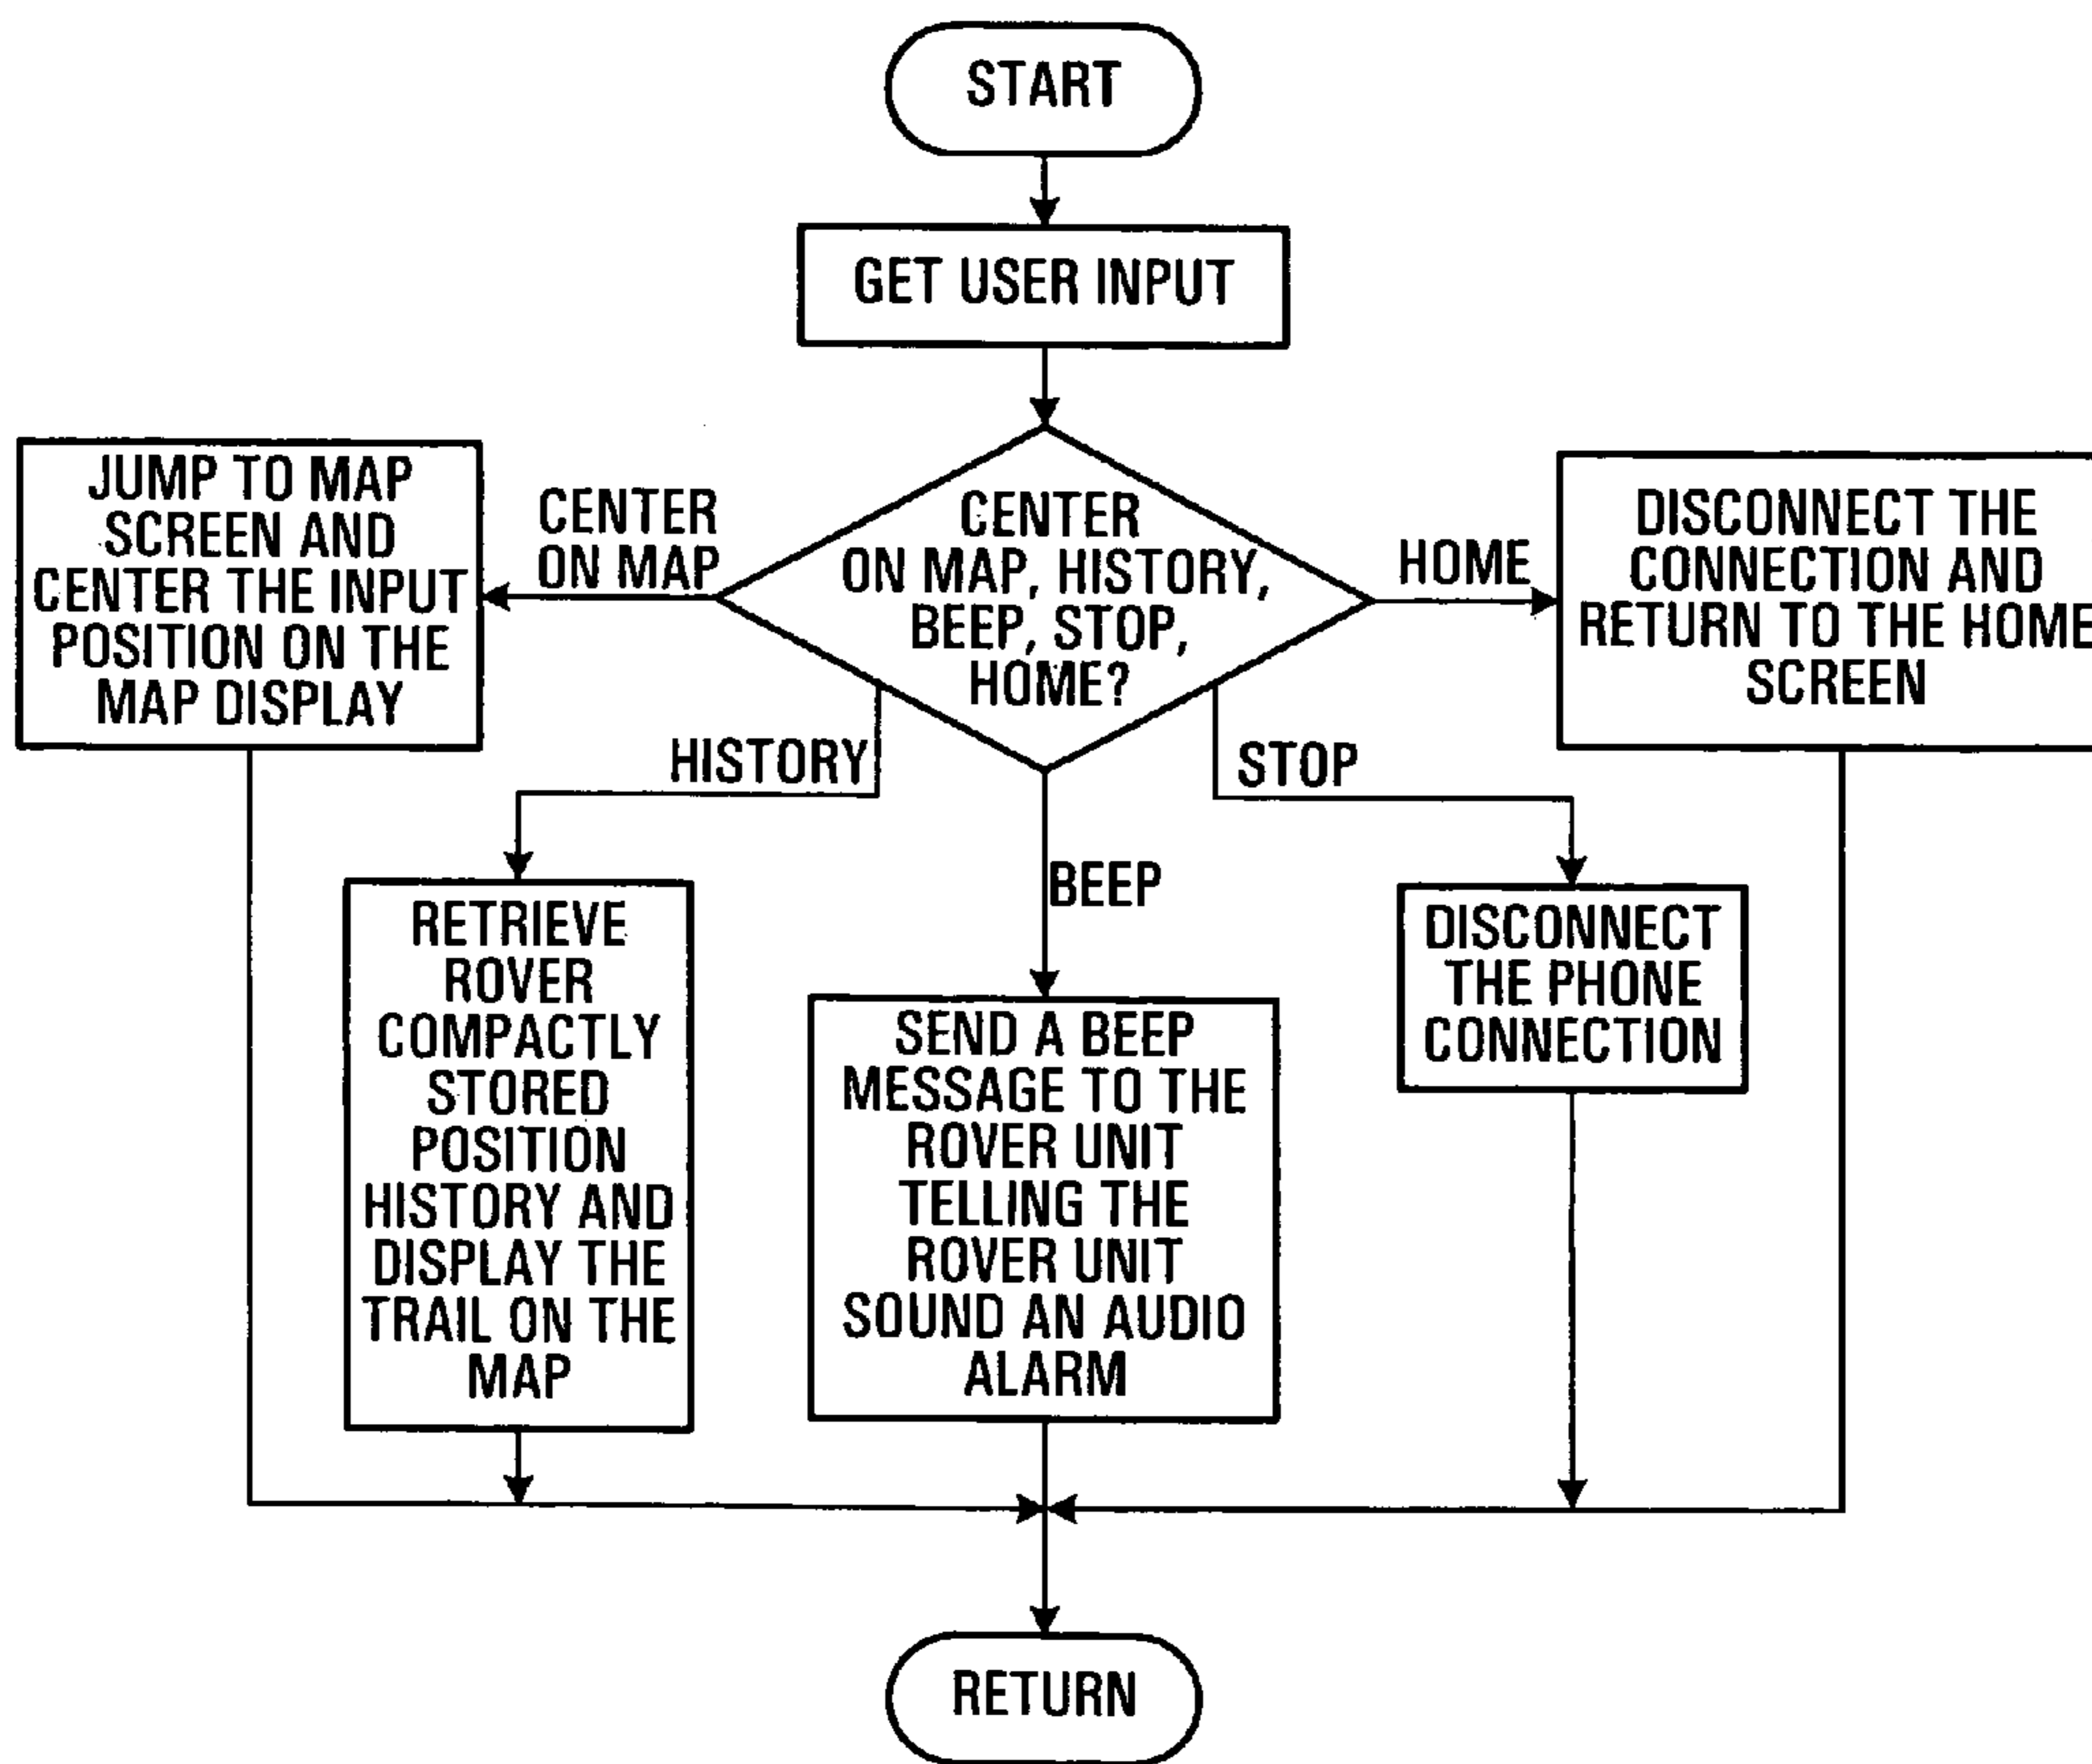 START
GET USER INPUT
CENTER
ON MAP, HISTORY,
BEEP, STOP,
HOME?
CENTER
ON MAP
JUMP TO MAP
SCREEN AND
CENTER THE INPUT
POSITION ON THE
MAP DISPLAY
HOME
DISCONNECT THE
CONNECTION AND
RETURN TO THE HOME
SCREEN
HISTORY
RETRIEVE
ROVER
COMPACTLY
STORED
POSITION
HISTORY AND
DISPLAY THE
TRAIL ON THE
MAP
BEEP
SEND A BEEP
MESSAGE TO THE
ROVER UNIT
TELLING THE
ROVER UNIT
SOUND AN AUDIO
ALARM
STOP
DISCONNECT
THE PHONE
CONNECTION
RETURN